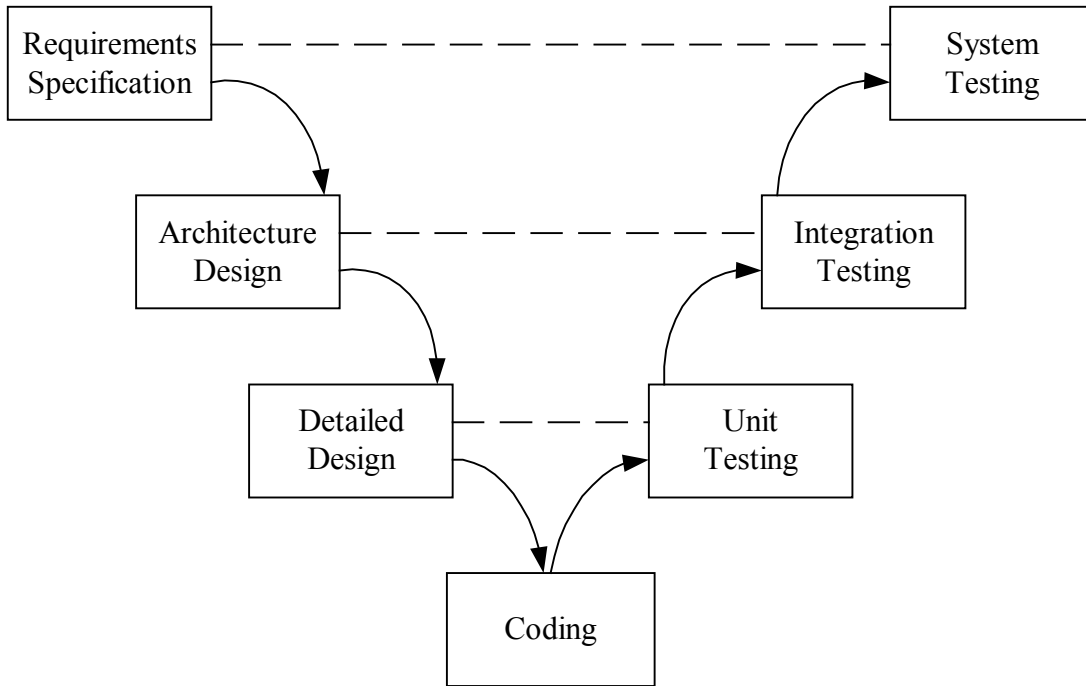 Requirements
Specification
System
Testing
Architecture
Design
Integration
Testing
Detailed
Design
Unit
Testing
Coding